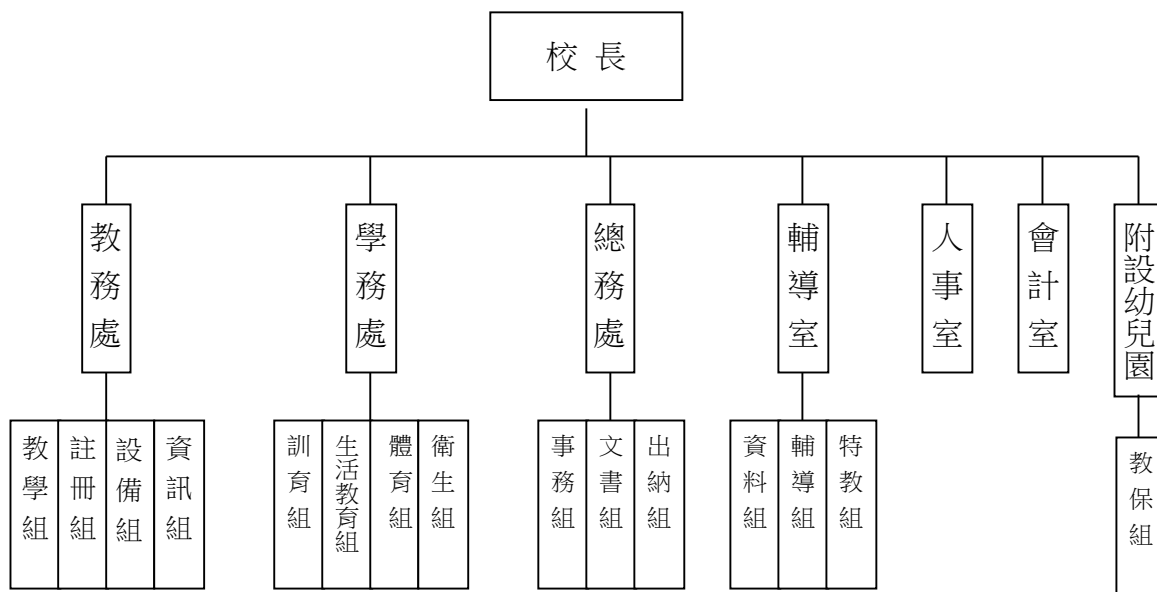 校長
教務處
學務處
總務處
輔導室
人事室
會計室
附設幼兒園
教學組
註冊組
設備組
資訊組
訓育組
生活教育組
體育組
衛生組
事務組
文書組
出納組
資料組
輔導組
特教組
教保組